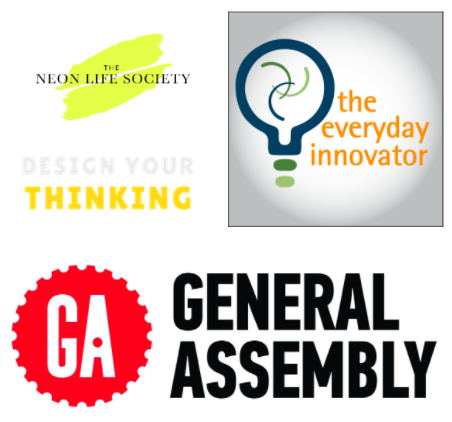 THE
NEON LIFE SOCIETY
the
everyday
innovator
DESIGN YOUR
THINKING
GA
GENERAL
ASSEMBLY